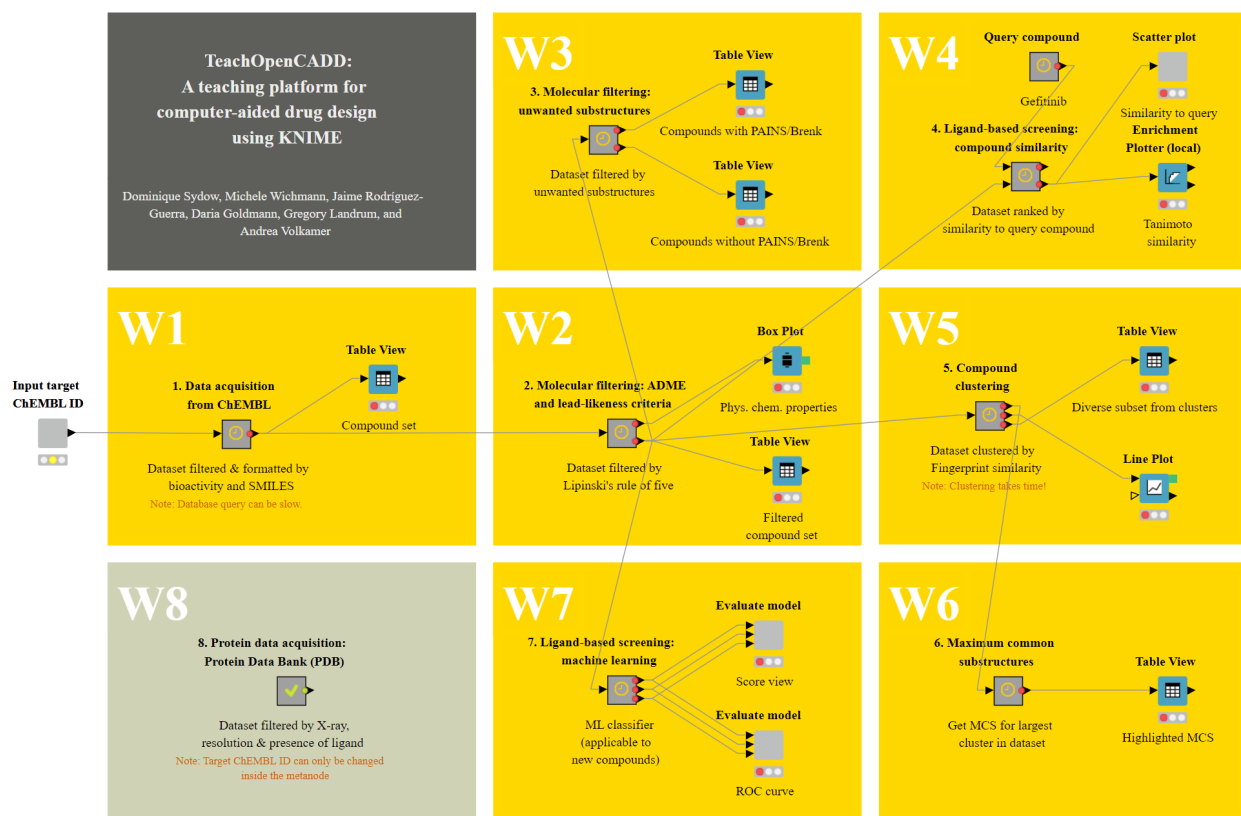 TeachOpenCADD:
A teaching platform for
computer-aided drug design
using KNIME
Dominique Sydow, Michele Wichmann, Jaime Rodríguez-
Guerra, Daria Goldmann, Gregory Landrum, and
Andrea Volkamer
W3
3. Molecular filtering:
unwanted substructures
Dataset filtered by
unwanted substructures
Table View
Compounds with PAINS/Brenk
Table View
Compounds without PAINS/Brenk
W4
Query compound
Gefitinib
4. Ligand-based screening:
compound similarity
Dataset ranked by
similarity to query compound
Scatter plot
Similarity to query
Enrichment
Plotter (local)
Tanimoto
similarity
Input target
ChEMBL ID
W1
1. Data acquisition
from ChEMBL
Dataset filtered & formatted by
bioactivity and SMILES
Note: Database query can be slow.
Table View
Compound set
W2
2. Molecular filtering: ADME
and lead-likeness criteria
Dataset filtered by
Lipinski's rule of five
Box Plot
Phys. chem. properties
Table View
Filtered
compound set
W5
5. Compound
clustering
Dataset clustered by
Fingerprint similarity
Note: Clustering takes time!
Table View
Diverse subset from clusters
Line Plot
W8
8. Protein data acquisition:
Protein Data Bank (PDB)
Dataset filtered by X-ray,
resolution & presence of ligand
Note: Target ChEMBL ID can only be changed
inside the metanode
W7
7. Ligand-based screening:
machine learning
ML classifier
(applicable to
new compounds)
Evaluate model
Score view
Evaluate model
ROC curve
W6
6. Maximum common
substructures
Get MCS for largest
cluster in dataset
Table View
Highlighted MCS